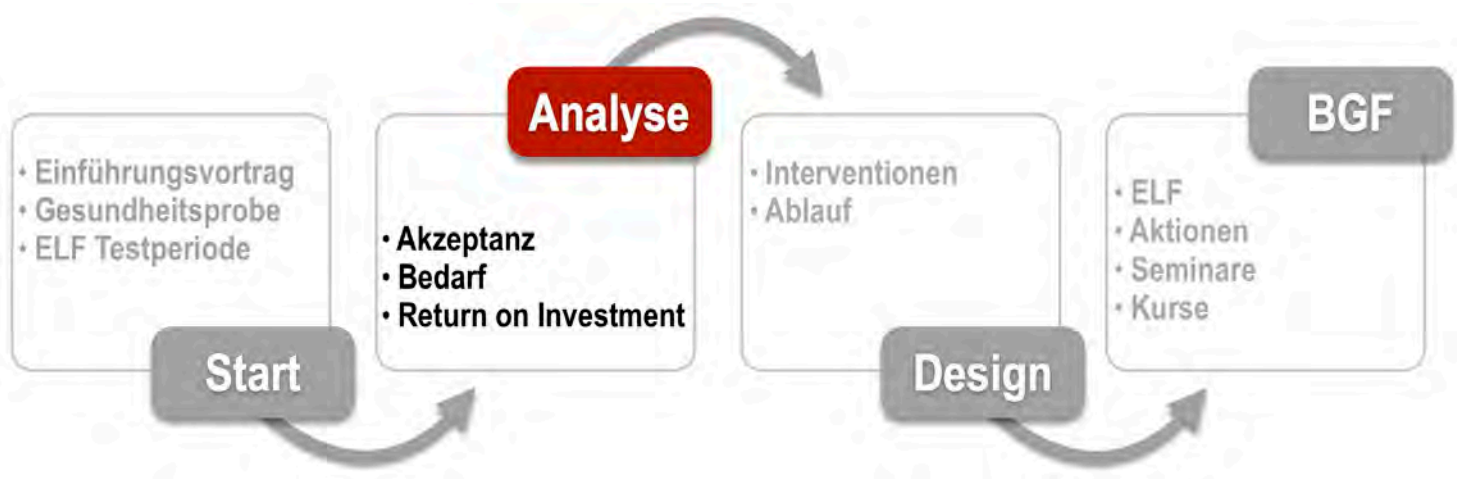 Start
• Einführungsvortrag
• Gesundheitsprobe
• ELF Testperiode
Analyse
• Akzeptanz
• Bedarf
• Return on Investment
Design
• Interventionen
• Ablauf
BGF
• ELF
• Aktionen
• Seminare
• Kurse